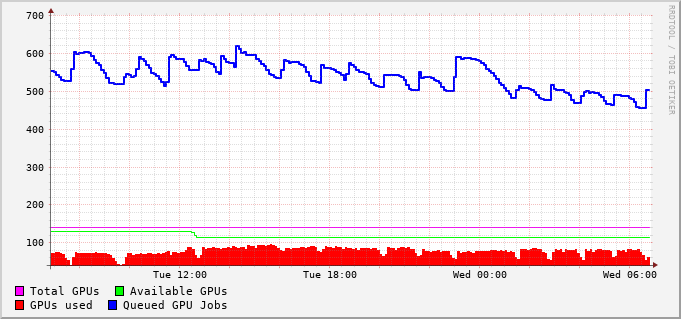 700
600
500
400
300
200
100
Tue 12:00 Tue 18:00 Wed 00:00 Wed 06:00
Total GPUs Available GPUs
GPUs used Queued GPU Jobs
RRDTOOL / TOBI OETIKER